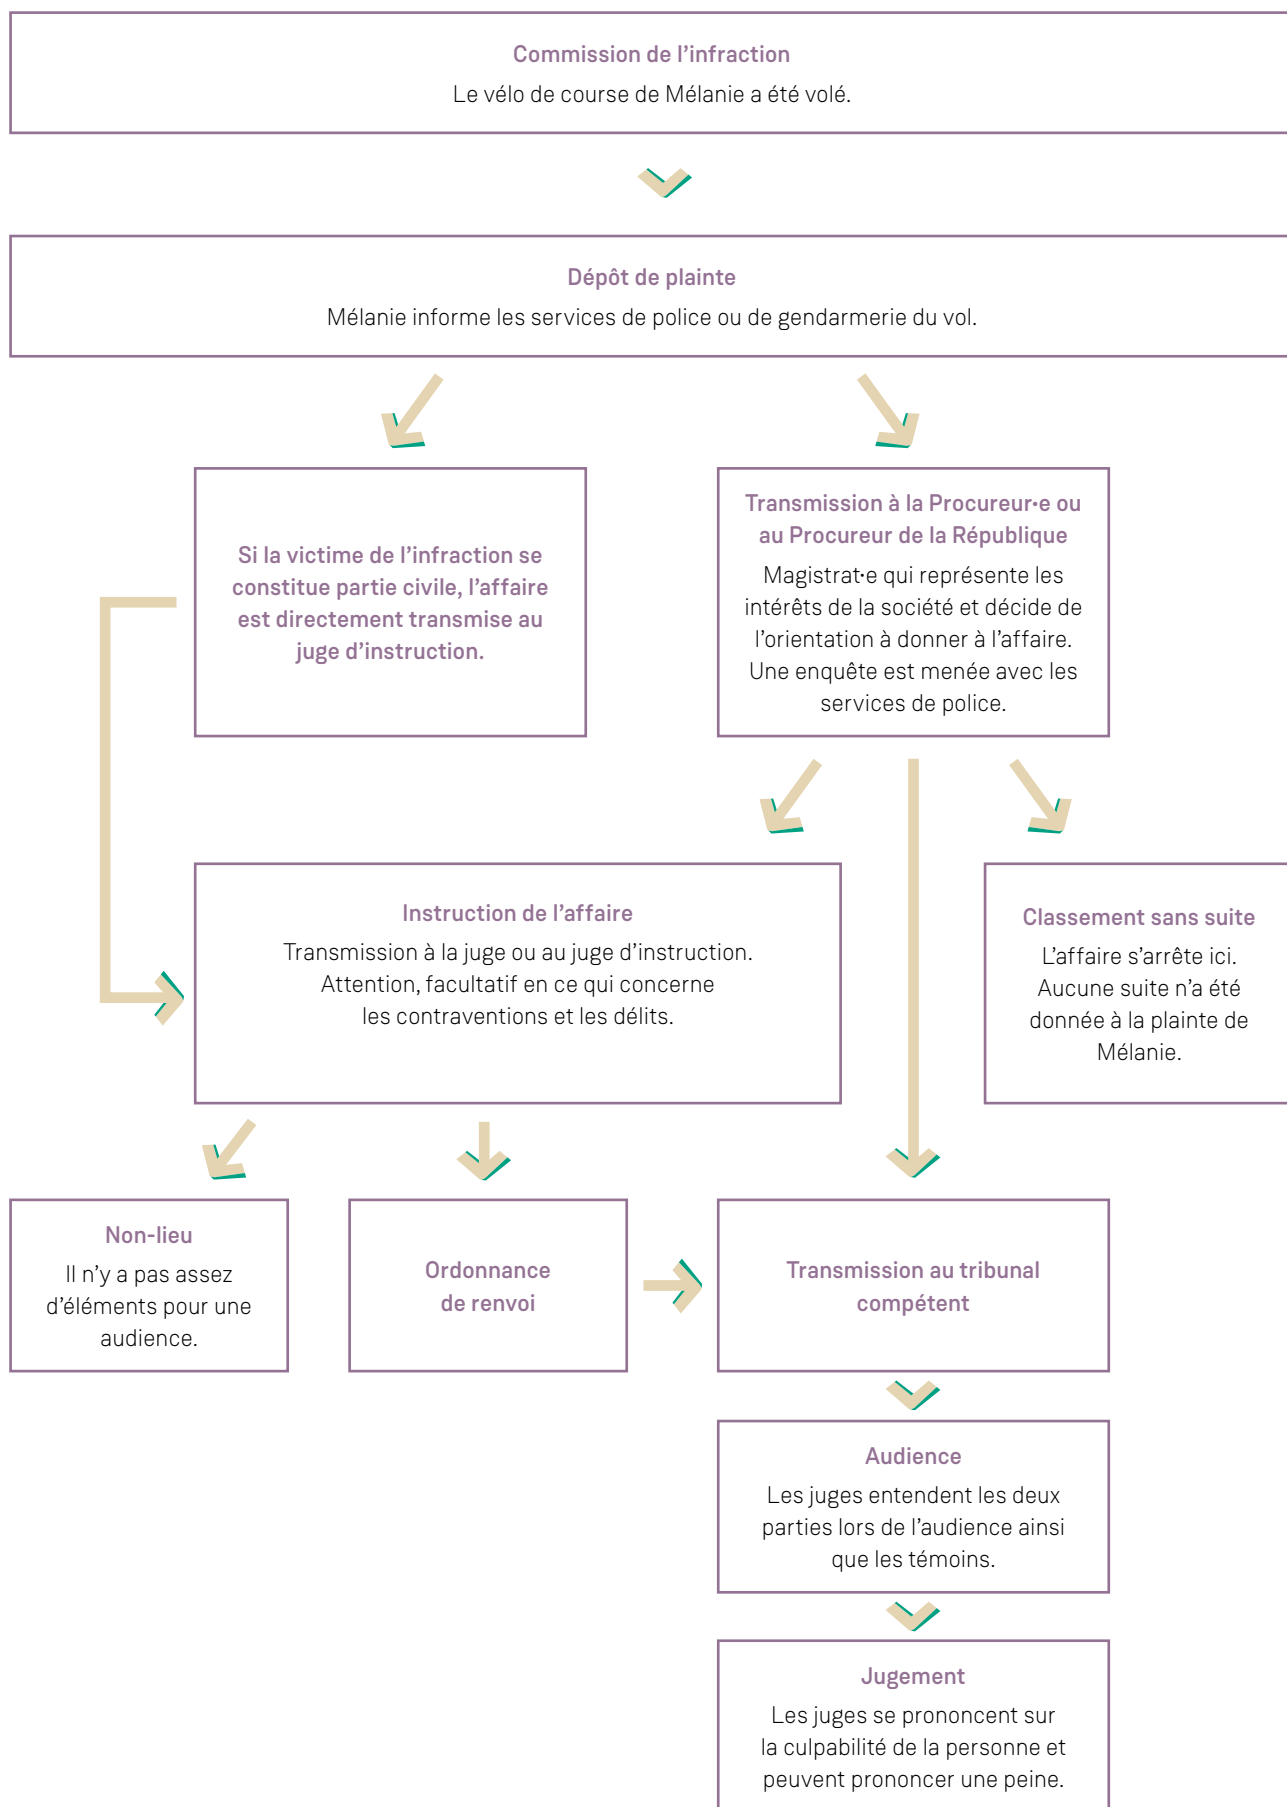 Commission de l’infraction
Le vélo de course de Mélanie a été volé.
Dépôt de plainte
Mélanie informe les services de police ou de gendarmerie du vol.
Si la victime de l’infraction se
constitue partie civile, l’affaire
est directement transmise au
juge d’instruction.
Transmission à la Procureur·e ou
au Procureur de la République
Magistrat·e qui représente les
intérêts de la société et décide de
l’orientation à donner à l’affaire.
Une enquête est menée avec les
services de police.
Instruction de l’affaire
Transmission à la juge ou au juge d’instruction.
Attention, facultatif en ce qui concerne
les contraventions et les délits.
Classement sans suite
L’affaire s’arrête ici.
Aucune suite n’a été
donnée à la plainte de
Mélanie.
Non-lieu
Il n’y a pas assez
d’éléments pour une
audience.
Ordonnance
de renvoi
Transmission au tribunal
compétent
Audience
Les juges entendent les deux
parties lors de l’audience ainsi
que les témoins.
Jugement
Les juges se prononcent sur
la culpabilité de la personne et
peuvent prononcer une peine.